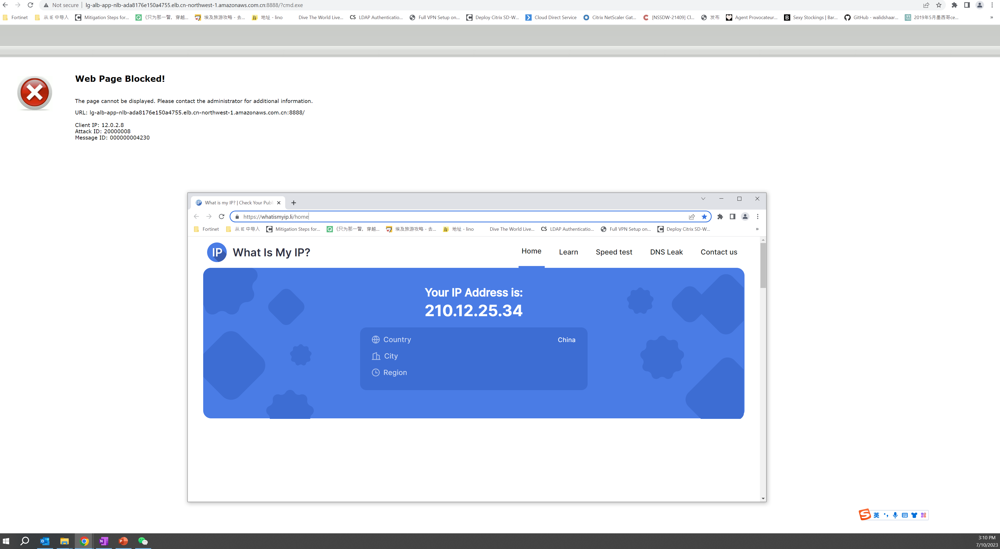 Not secure
lg-alb-app-nlb-ada8176e150a4755.elb.cn-northwest-1.amazonaws.com.cn:8888/?cmd.exe
Fortinet
从 IE 中导入
Mitigation Steps for...
《只为那一瞥，穿越...
埃及旅游攻略 - 去...
地址 - lino
Dive The World Live...
CS LDAP Authenticatio...
Full VPN Setup on...
Deploy Citrix SD-W...
Cloud Direct Service
Citrix NetScaler Gat...
[NSSDW-21409] Cl...
发布
Agent Provocateur...
B Sexy Stockings | Bar...
GitHub - walidshaar...
2019年5月墨西哥ce...
»
Web Page Blocked!
The page cannot be displayed. Please contact the administrator for additional information.
URL: lg-alb-app-nlb-ada8176e150a4755.elb.cn-northwest-1.amazonaws.com.cn:8888/
Client IP: 12.0.2.8
Attack ID: 20000008
Message ID: 000000004230
IP What is my IP? | Check Your Publ
https://whatismyip.li/home
Fortinet
从 IE 中导入
Mitigation Steps for...
《只为那一瞥，穿越...
埃及旅游攻略 - 去...
地址 - lino
Dive The World Live...
CS LDAP Authenticatio...
Full VPN Setup on...
Deploy Citrix SD-W...
»
IP What Is My IP?
Home
Learn
Speed test
DNS Leak
Contact us
Your IP Address is:
210.12.25.34
Country
China
City
Region
英
3:10 PM
7/10/2023